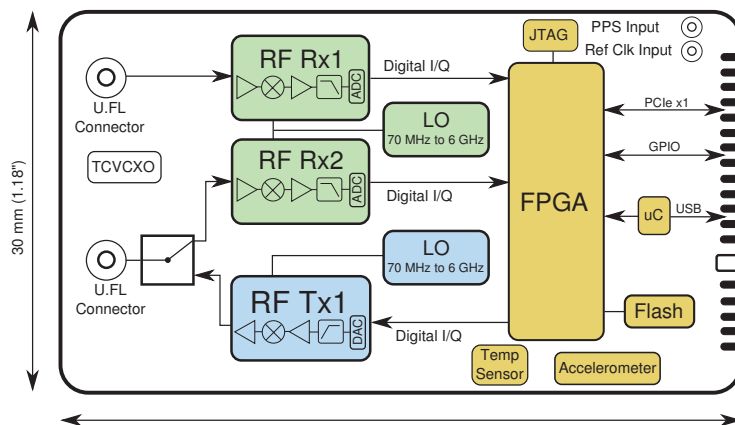 JTAG
PPS Input
Ref Clk Input
RF Rx1
ADC
Digital I/Q
U.FL
Connector
LO
70 MHz to 6 GHz
PCIe x1
GPIO
TCVCXO
RF Rx2
ADC
Digital I/Q
FPGA
uC
USB
30 mm (1.18")
LO
70 MHz to 6 GHz
U.FL
Connector
RF Tx1
DAC
Digital I/Q
Flash
Temp
Sensor
Accelerometer